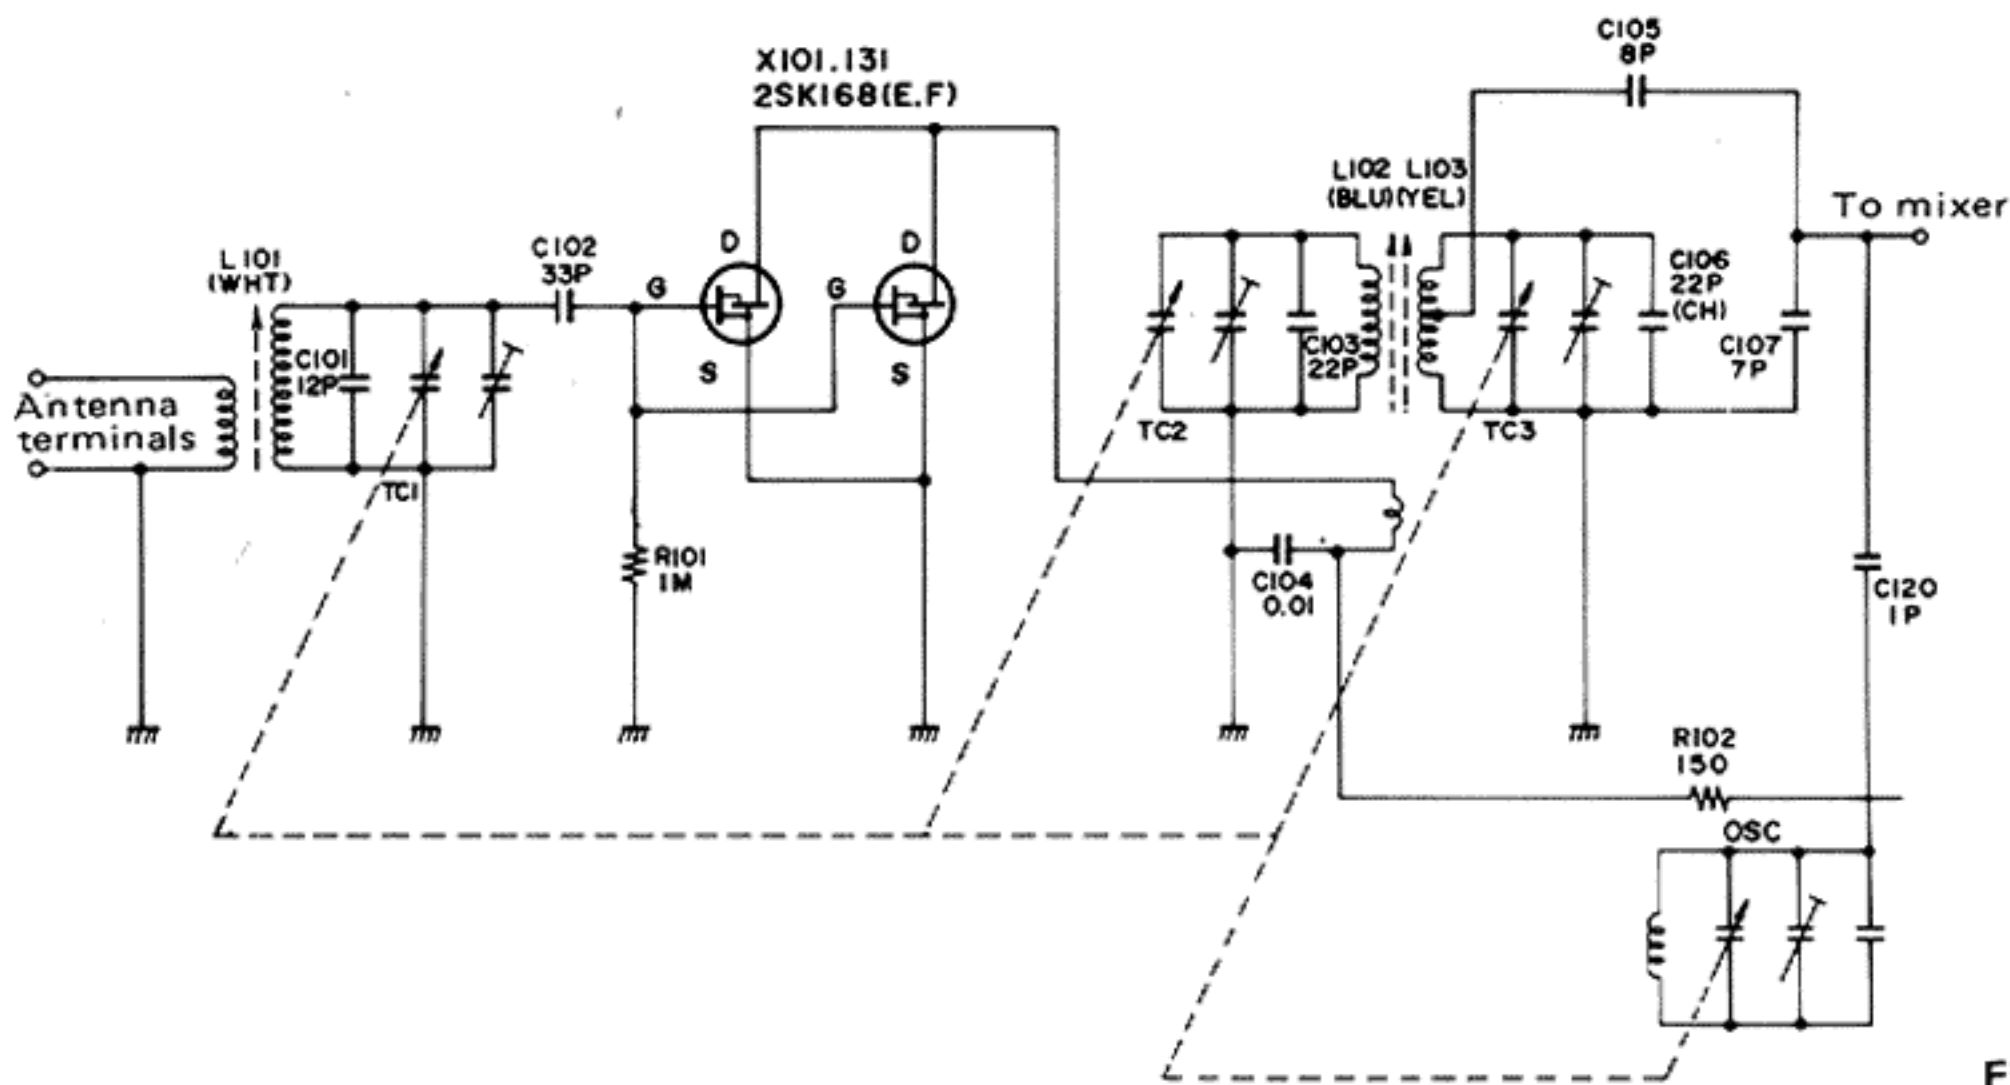 C105
8P
X101.131
2SK168(E.F)
L102 L103
(BLU)(YEL)
To mixer
L101
(WHT)
C102
33P
D
D
G
G
C106
22P
(CH)
C101
12P
C103
22P
C107
7P
S
S
Antenna
terminals
TC1
TC2
TC3
R101
1M
C104
0.01
C120
1P
R102
150
OSC
F